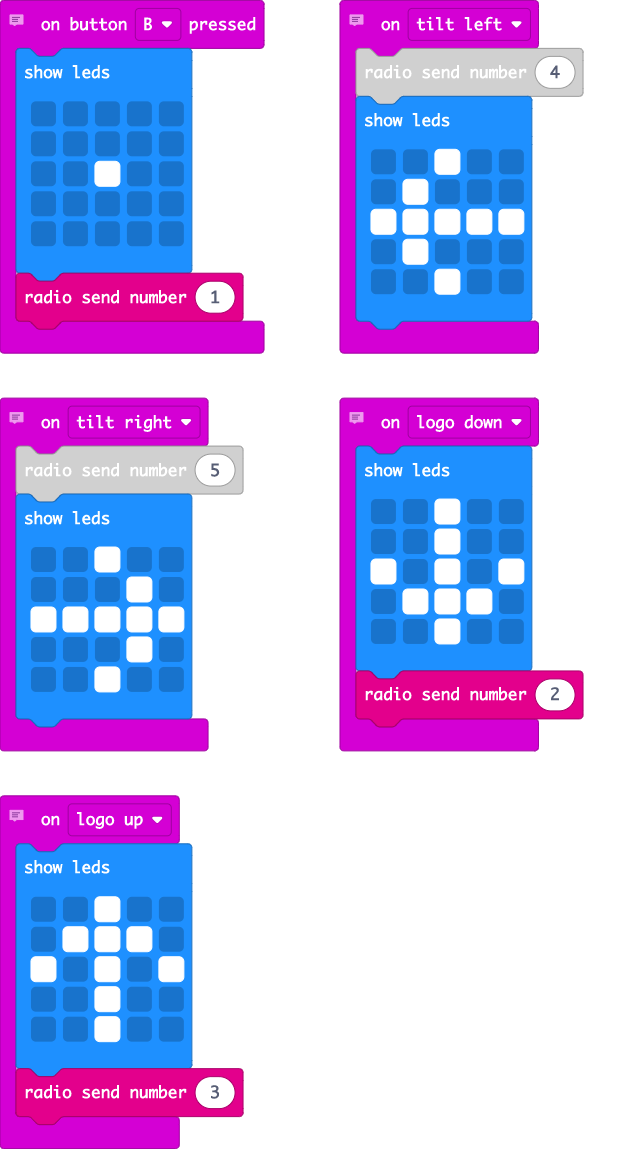 on button B pressed
show leds
radio send number 1
on tilt left
radio send number 4
show leds
on tilt right
radio send number 5
show leds
on logo down
show leds
radio send number 2
on logo up
show leds
radio send number 3